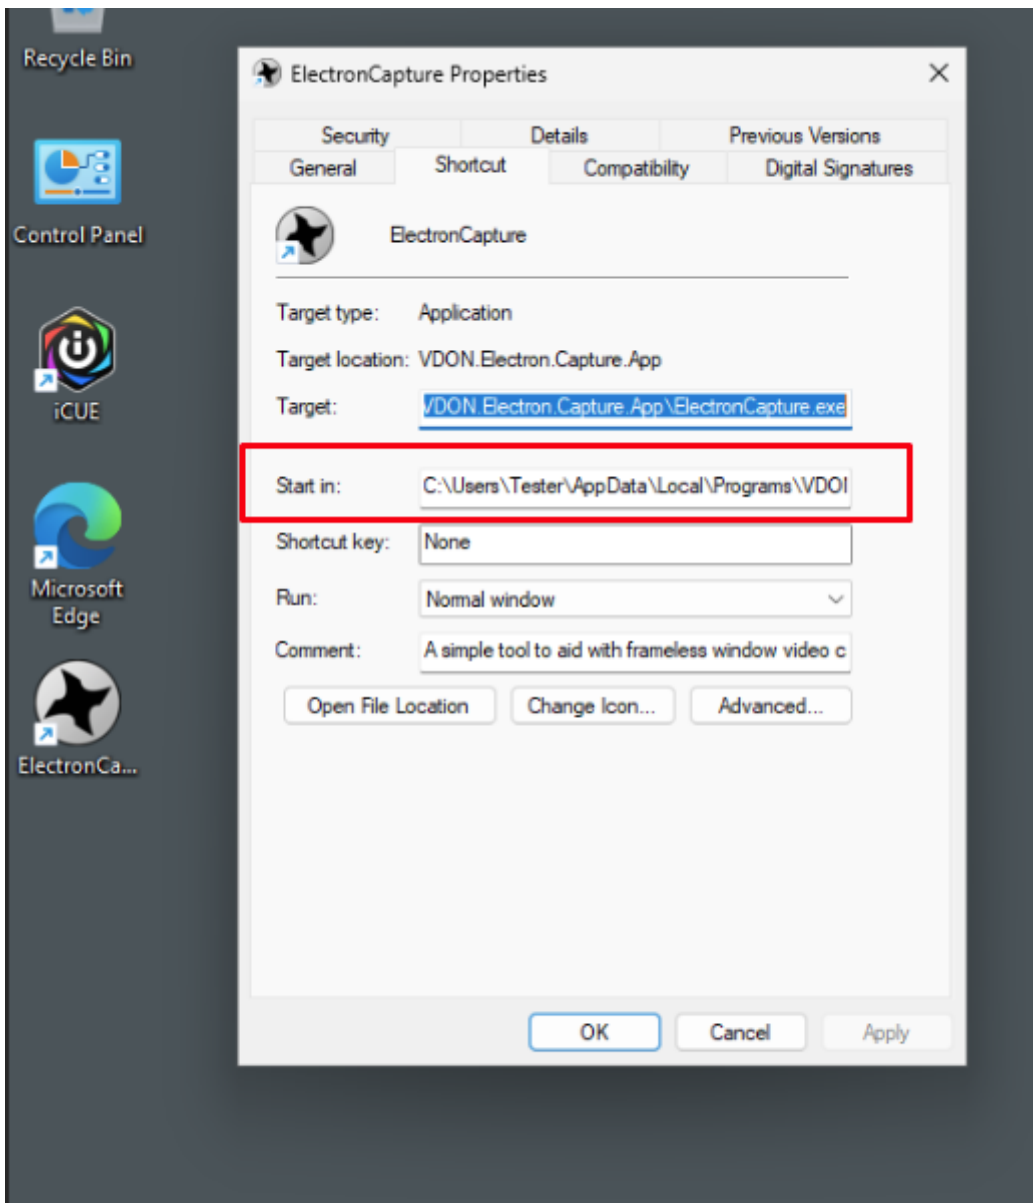 Recycle Bin
Control Panel
iCUE
Microsoft
Edge
ElectronCa...
ElectronCapture Properties
Security Details Previous Versions
General Shortcut Compatibility Digital Signatures
ElectronCapture
Target type: Application
Target location: VDON.Electron.Capture.App
Target: VDON.Electron.Capture.App\ElectronCapture.exe
Start in: C:\Users\Tester\AppData\Local\Programs\VDON
Shortcut key: None
Run: Normal window
Comment: A simple tool to aid with frameless window video c
Open File Location Change Icon... Advanced...
OK Cancel Apply